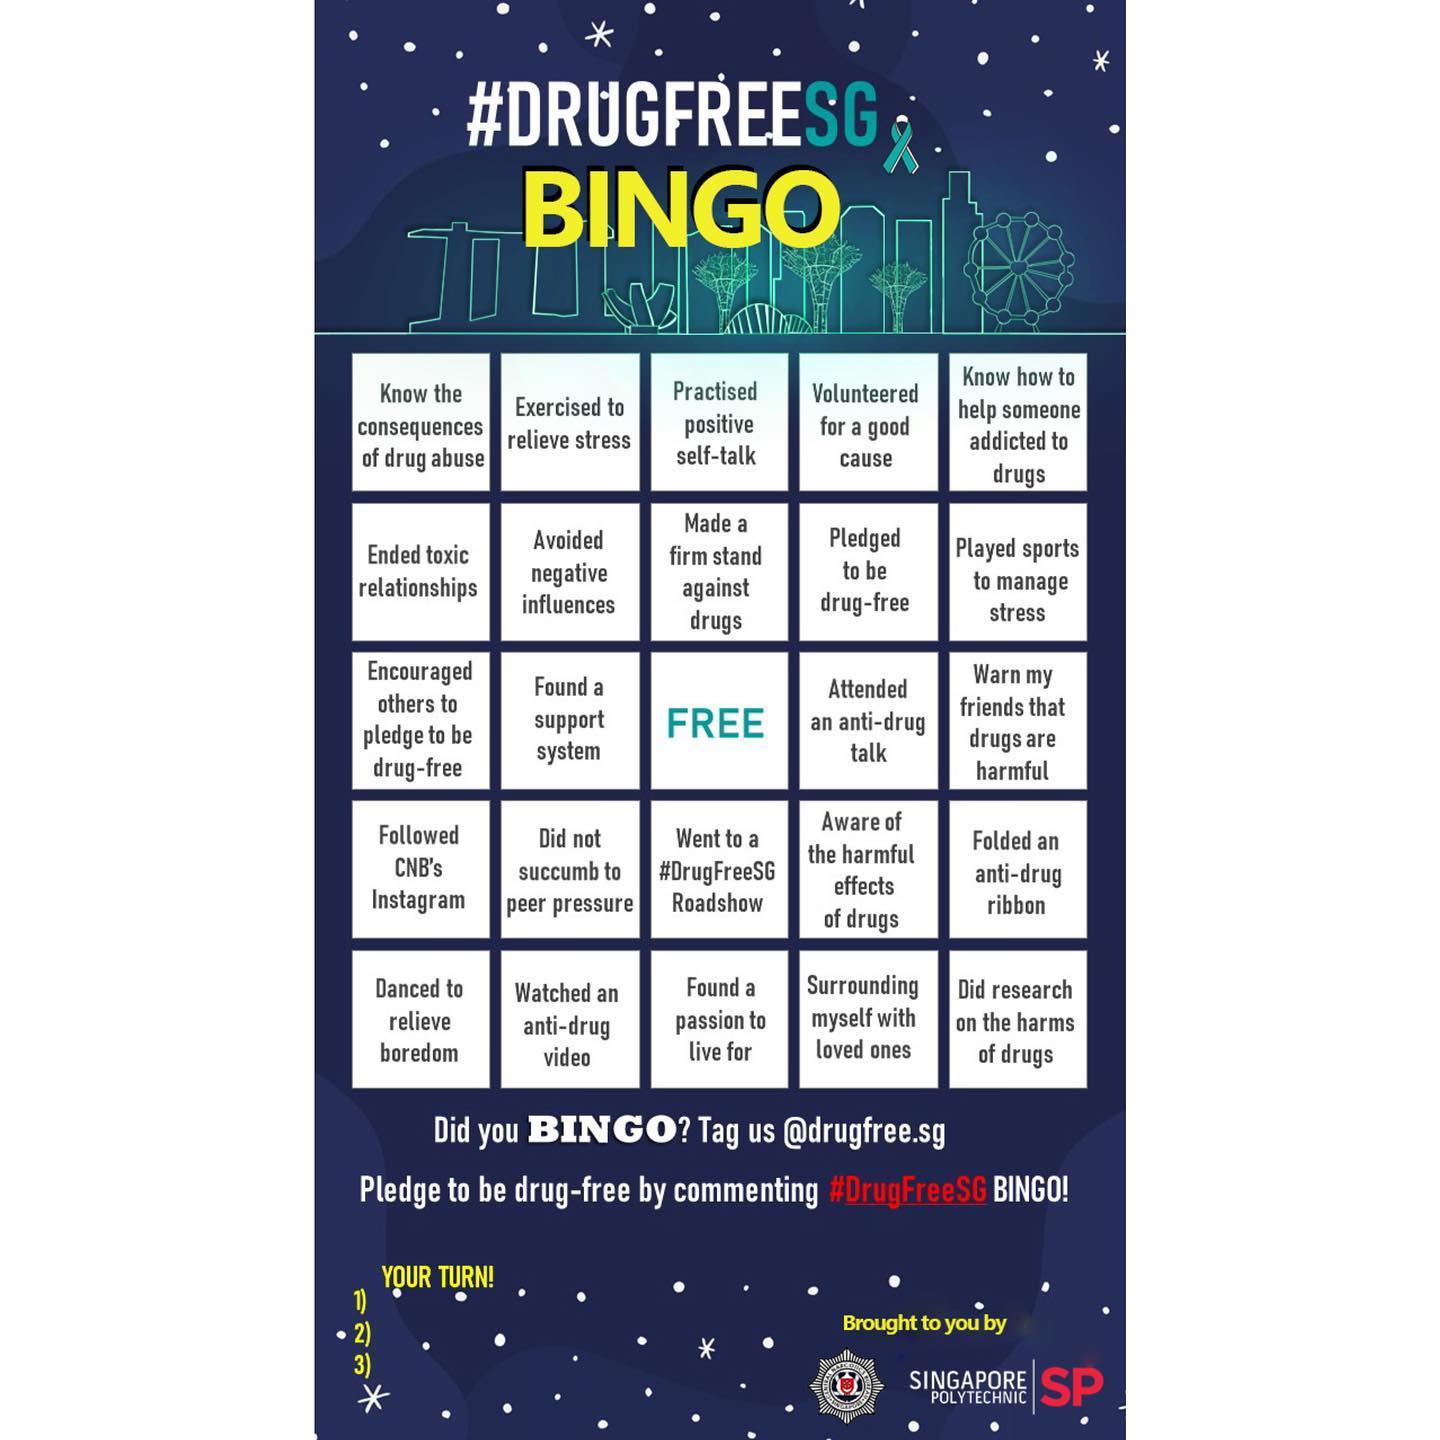 #DRUGFREESG
BINGO
Know the
consequences
of drug abuse
Exercised to
relieve stress
Practised
positive
self-talk
Volunteered
for a good
cause
Know how to
help someone
addicted to
drugs
Ended toxic
relationships
Avoided
negative
influences
Made a
firm stand
against
drugs
Pledged
to be
drug-free
Played sports
to manage
stress
Encouraged
others to
pledge to be
drug-free
Found a
support
system
FREE
Attended
an anti-drug
talk
Warn my
friends that
drugs are
harmful
Followed
CNB's
Instagram
Did not
succumb to
peer pressure
Went to a
#DrugFreeSG
Roadshow
Aware of
the harmful
effects
of drugs
Folded an
anti-drug
ribbon
Danced to
relieve
boredom
Watched an
anti-drug
video
Found a
passion to
live for
Surrounding
myself with
loved ones
Did research
on the harms
of drugs
Did you BINGO? Tag us @drugfree.sg
Pledge to be drug-free by commenting #DrugFreeSG BINGO!
YOUR TURN!
1)
2)
3)
Brought to you by
SINGAPORE
POLYTECHNIC
SP